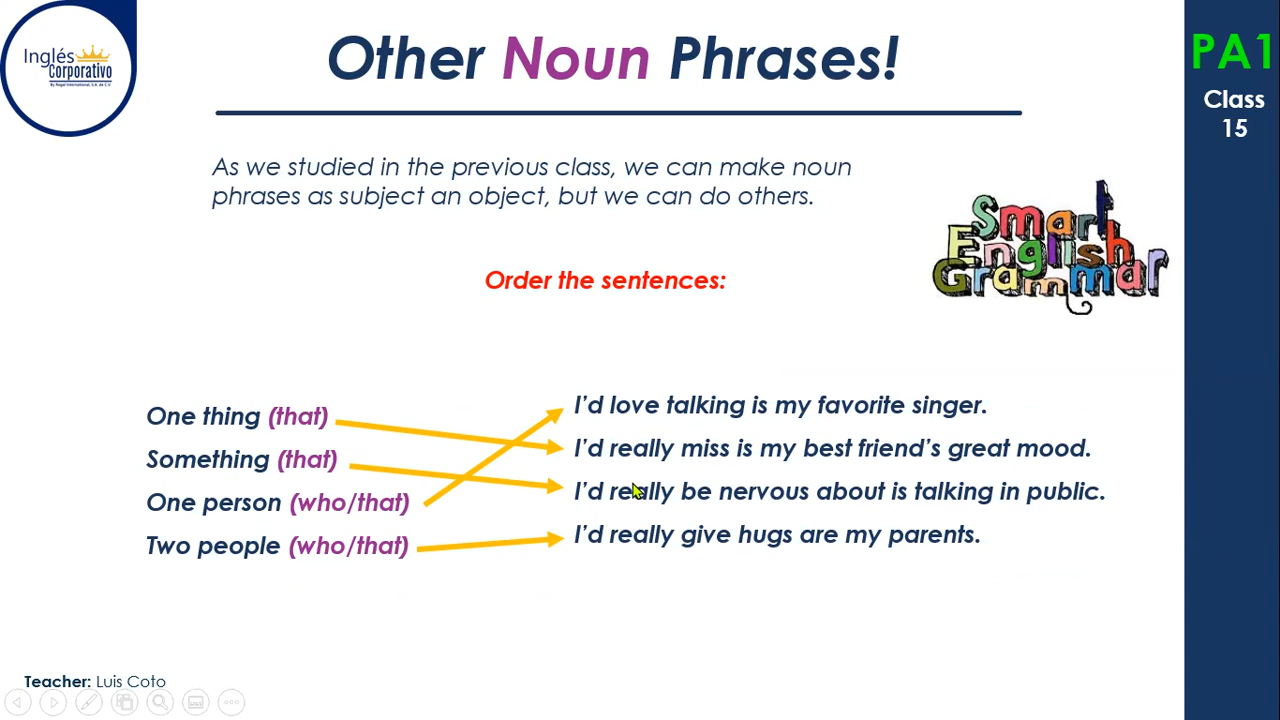 Inglés
Corporativo
By Regal International, S.A. de C.V
Other Noun Phrases!
PA1
Class
15
As we studied in the previous class, we can make noun
phrases as subject an object, but we can do others.
Smart
English
Grammar
Order the sentences:
One thing (that)
Something (that)
One person (who/that)
Two people (who/that)
I'd love talking is my favorite singer.
I'd really miss is my best friend's great mood.
I'd really be nervous about is talking in public.
I'd really give hugs are my parents.
Teacher: Luis Coto